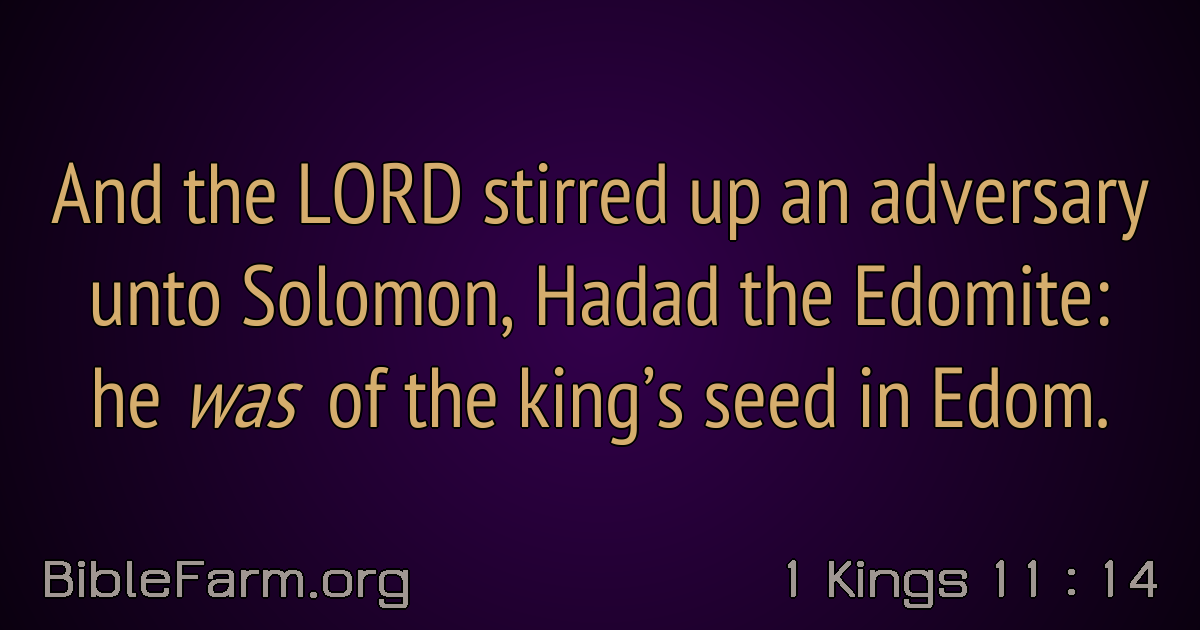 And the LORD stirred up an adversary
unto Solomon, Hadad the Edomite:
he was of the king’s seed in Edom.
BibleFarm.org
1 Kings 11 : 14